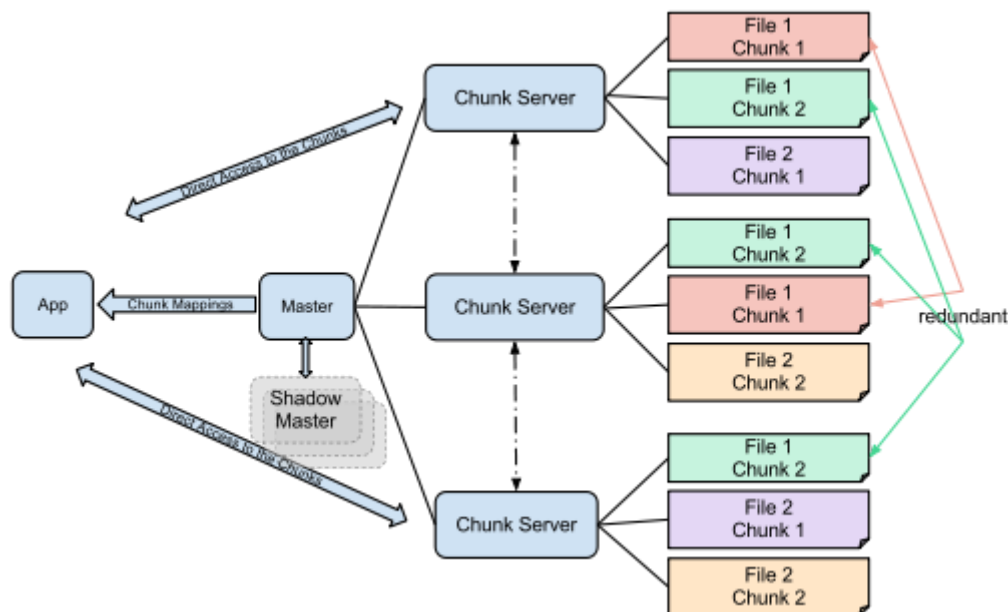 File 1
Chunk 1
File 1
Chunk 2
File 2
Chunk 1
Chunk Server
Direct Access to the Chunks
File 1
Chunk 2
File 1
Chunk 1
File 2
Chunk 2
Chunk Server
App
Chunk Mappings
Master
redundant
Shadow
Master
Direct Access to the Chunks
File 1
Chunk 2
File 2
Chunk 1
File 2
Chunk 2
Chunk Server